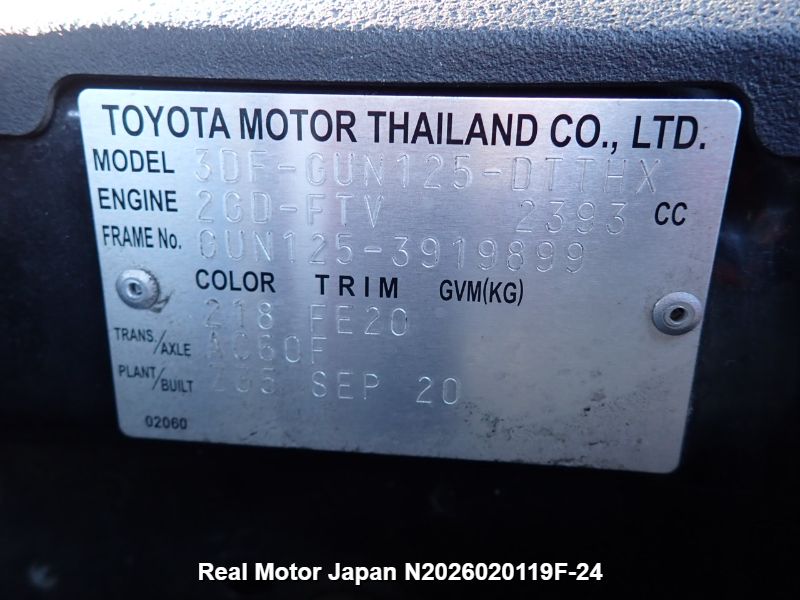 TOYOTA MOTOR THAILAND CO., LTD.
MODEL 3DF-GUN125-DTTHX
ENGINE 2GD-FTV 2393 CC
FRAME No. GUN125-3919899
COLOR TRIM GVM(KG)
218 FE20
TRANS./AXLE AC60F
PLANT/BUILT Z65 SEP 20
02060
Real Motor Japan N2026020119F-24